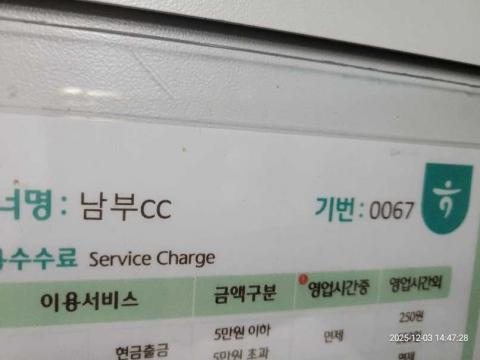 너명 : 남부CC 기번 : 0067
수수료 Service Charge
이용서비스 금액구분 영업시간중 영업시간외
250원
5만원 이하 면제
현금출금 5만원 초과
2025-12-03 14:47:28